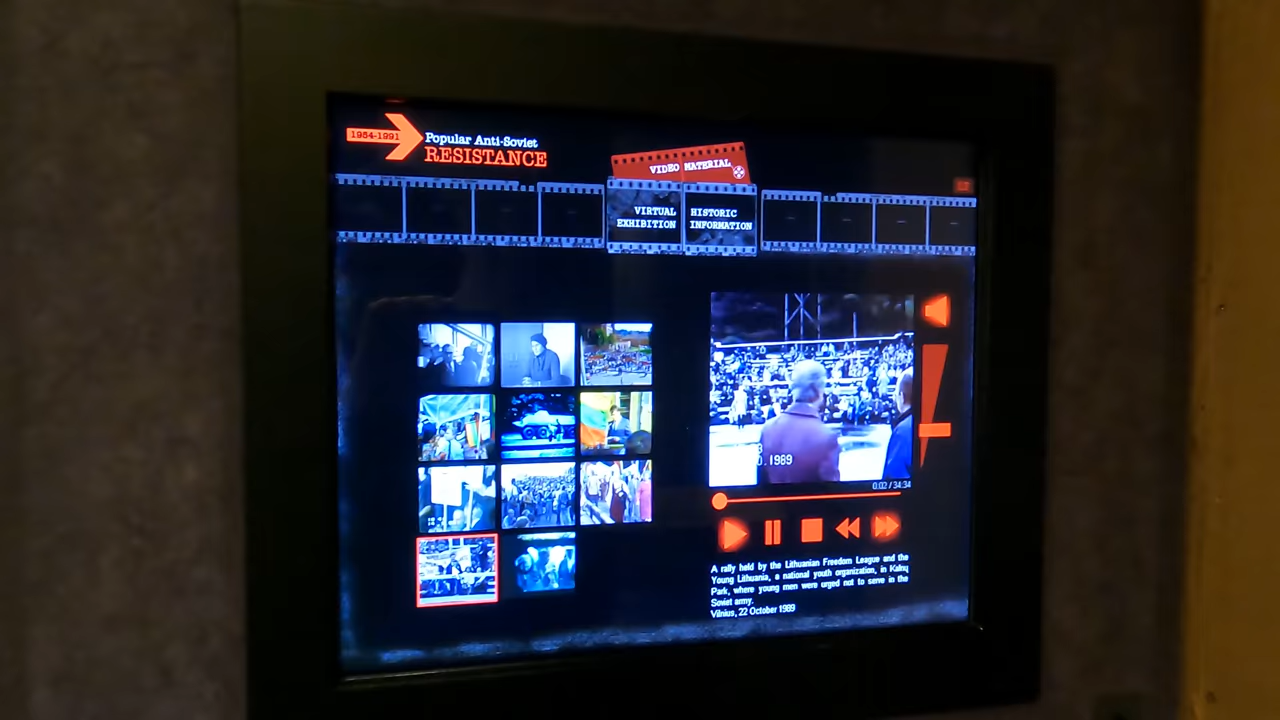 1954-1991
Popular Anti-Soviet
RESISTANCE
VIDEO MATERIAL
VIRTUAL
EXHIBITION
HISTORIC
INFORMATION
LT
.1989
0:02 / 34:34
A rally held by the Lithuanian Freedom League and the
Young Lithuania, a national youth organization, in Kalnų
Park, where young men were urged not to serve in the
Soviet army.
Vilnius, 22 October 1989